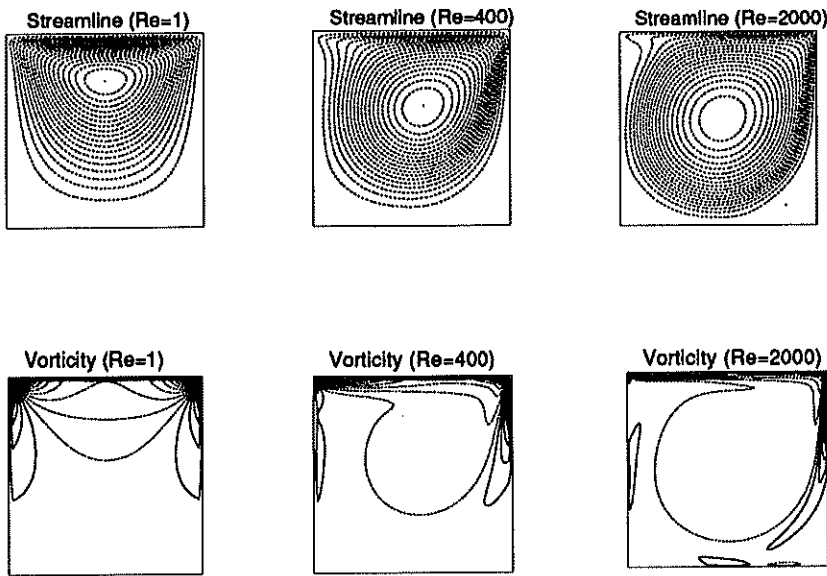 Streamline (Re=1)
Streamline (Re=400)
Streamline (Re=2000)
Vorticity (Re=1)
Vorticity (Re=400)
Vorticity (Re=2000)